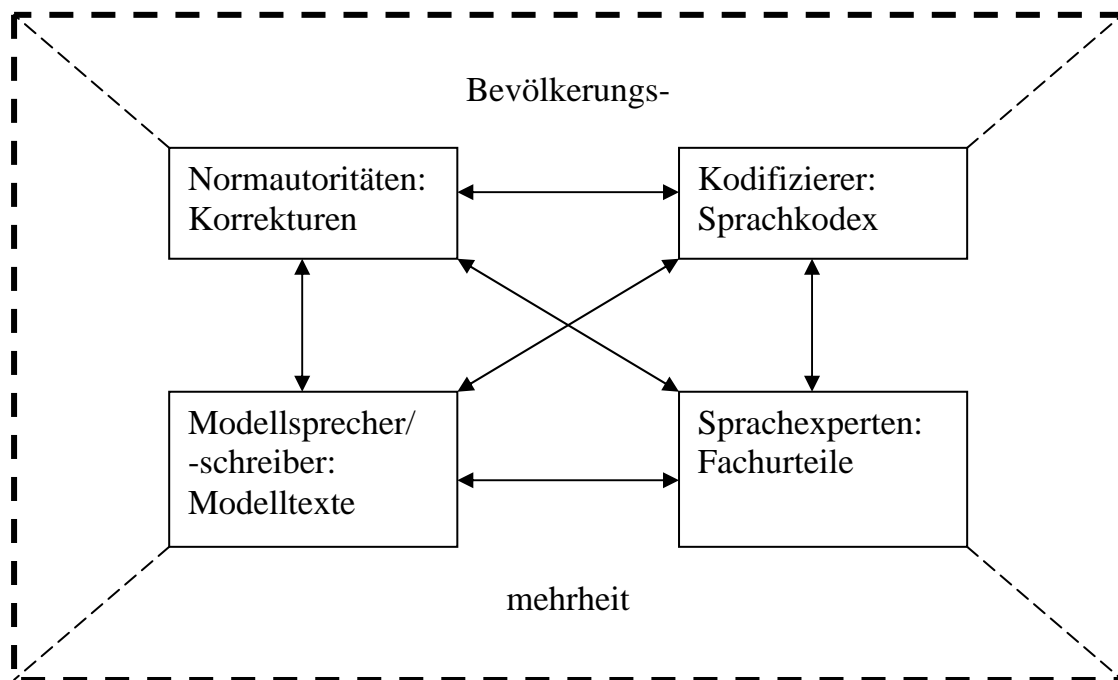 Bevölkerungs-
Normautoritäten:
Korrekturen
Kodifizierer:
Sprachkodex
Modellsprecher/
-schreiber:
Modelltexte
Sprachexperten:
Fachurteile
mehrheit